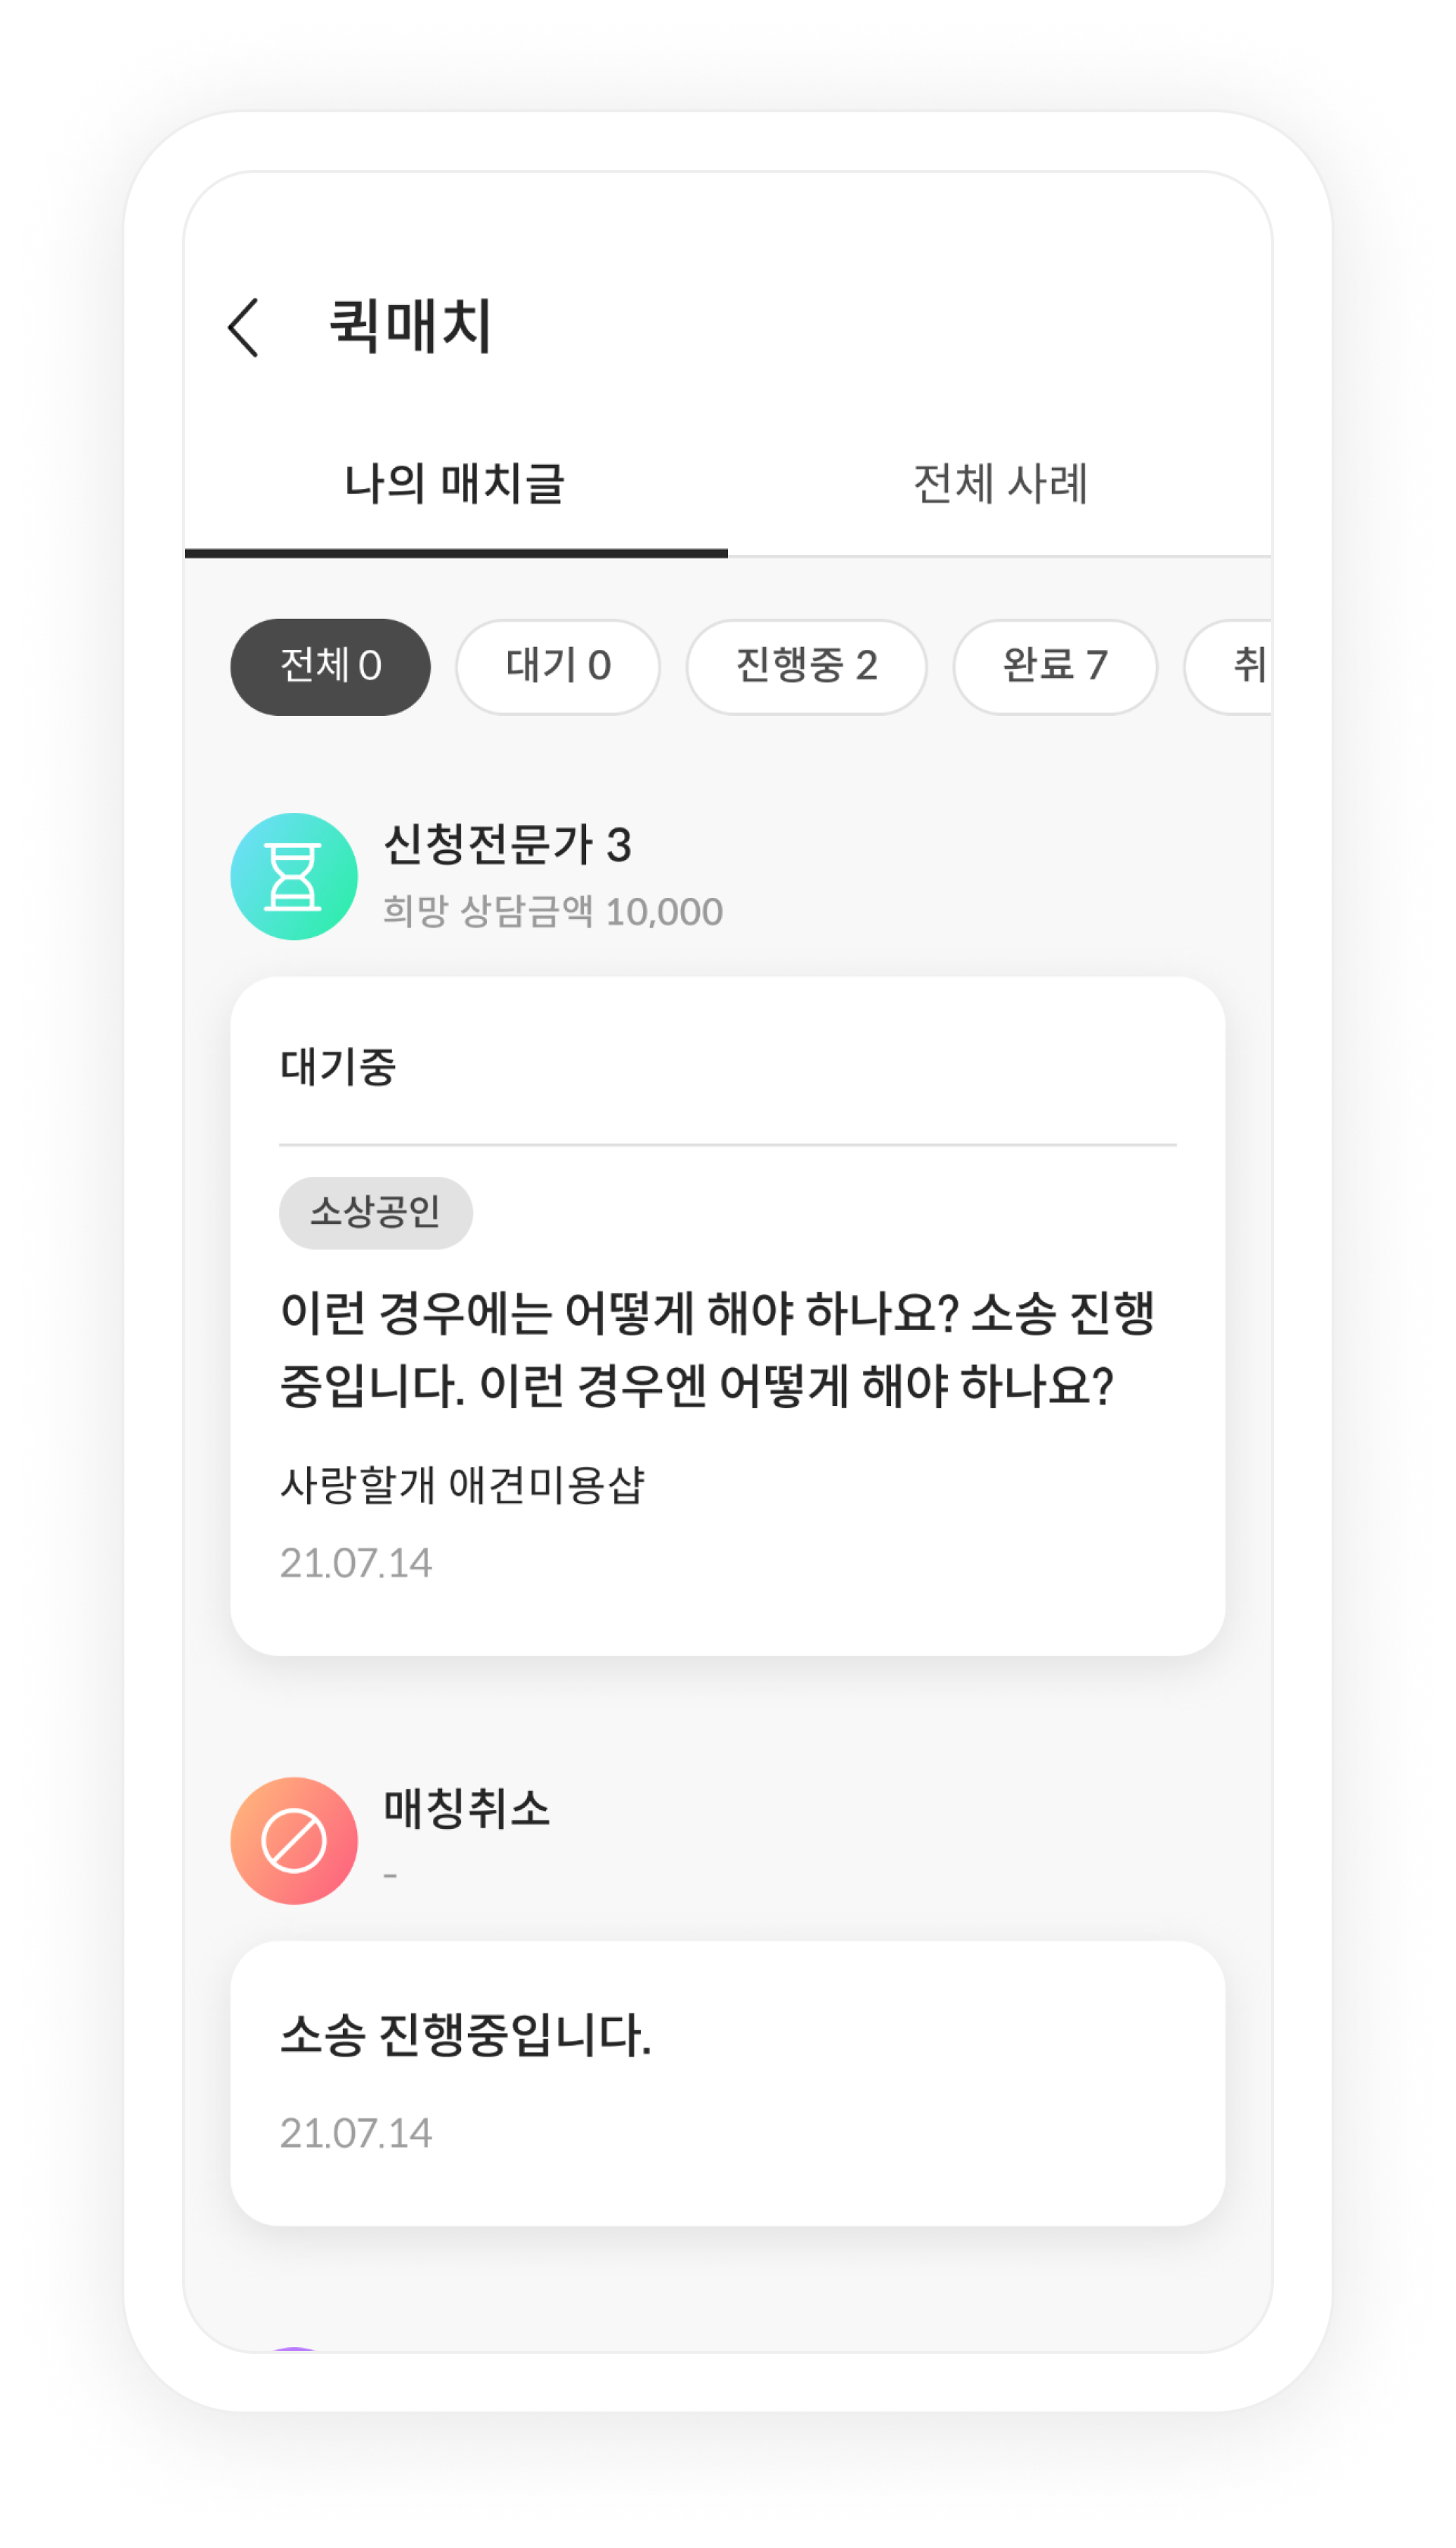 퀵매치
나의 매치글 전체 사례
전체 0 대기 0 진행중 2 완료 7 취
신청전문가 3
희망 상담금액 10,000
대기중
소상공인
이런 경우에는 어떻게 해야 하나요? 소송 진행
중입니다. 이런 경우엔 어떻게 해야 하나요?
사랑할개 애견미용샵
21.07.14
매칭취소
-
소송 진행중입니다.
21.07.14